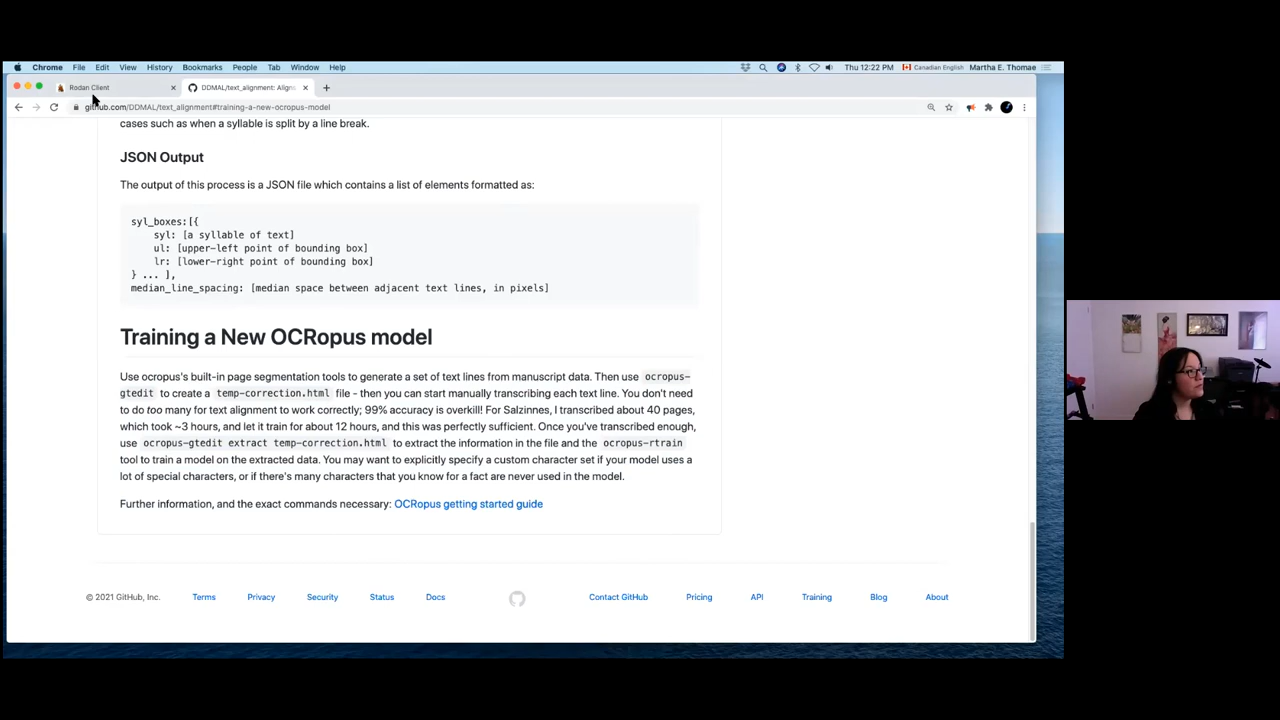 Chrome File Edit View History Bookmarks People Tab Window Help Thu 12:22 PM Canadian English Martha E. Thomae
Rodan Client DDMAL/text_alignment: Align
github.com/DDMAL/text_alignment#training-a-new-ocropus-model
cases such as when a syllable is split by a line break.
JSON Output
The output of this process is a JSON file which contains a list of elements formatted as:
syl_boxes:[{
syl: [a syllable of text]
ul: [upper-left point of bounding box]
lr: [lower-right point of bounding box]
} ... ],
median_line_spacing: [median space between adjacent text lines, in pixels]
Training a New OCRopus model
Use ocropus's built-in page segmentation tools to generate a set of text lines from manuscript data. Then use ocropus-
gtedit to create a temp-correction.html file - then you can start manually transcribing each text line. You don't need
to do too many for text alignment to work correctly; 99% accuracy is overkill! For Salzinnes, I transcribed about 40 pages,
which took ~3 hours, and let it train for about 12 hours, and this was perfectly sufficient. Once you've transcribed enough,
use ocropus-gtedit extract temp-correction.html to extract the information in the file and the ocropus-rtrain
tool to train a model on the extracted data. You may want to explicitly specify a custom character set if your model uses a
lot of special characters, or if there's many characters that you know for a fact are never used in the model.
Further information, and the exact commands necessary: OCRopus getting started guide
© 2021 GitHub, Inc. Terms Privacy Security Status Docs Contact GitHub Pricing API Training Blog About